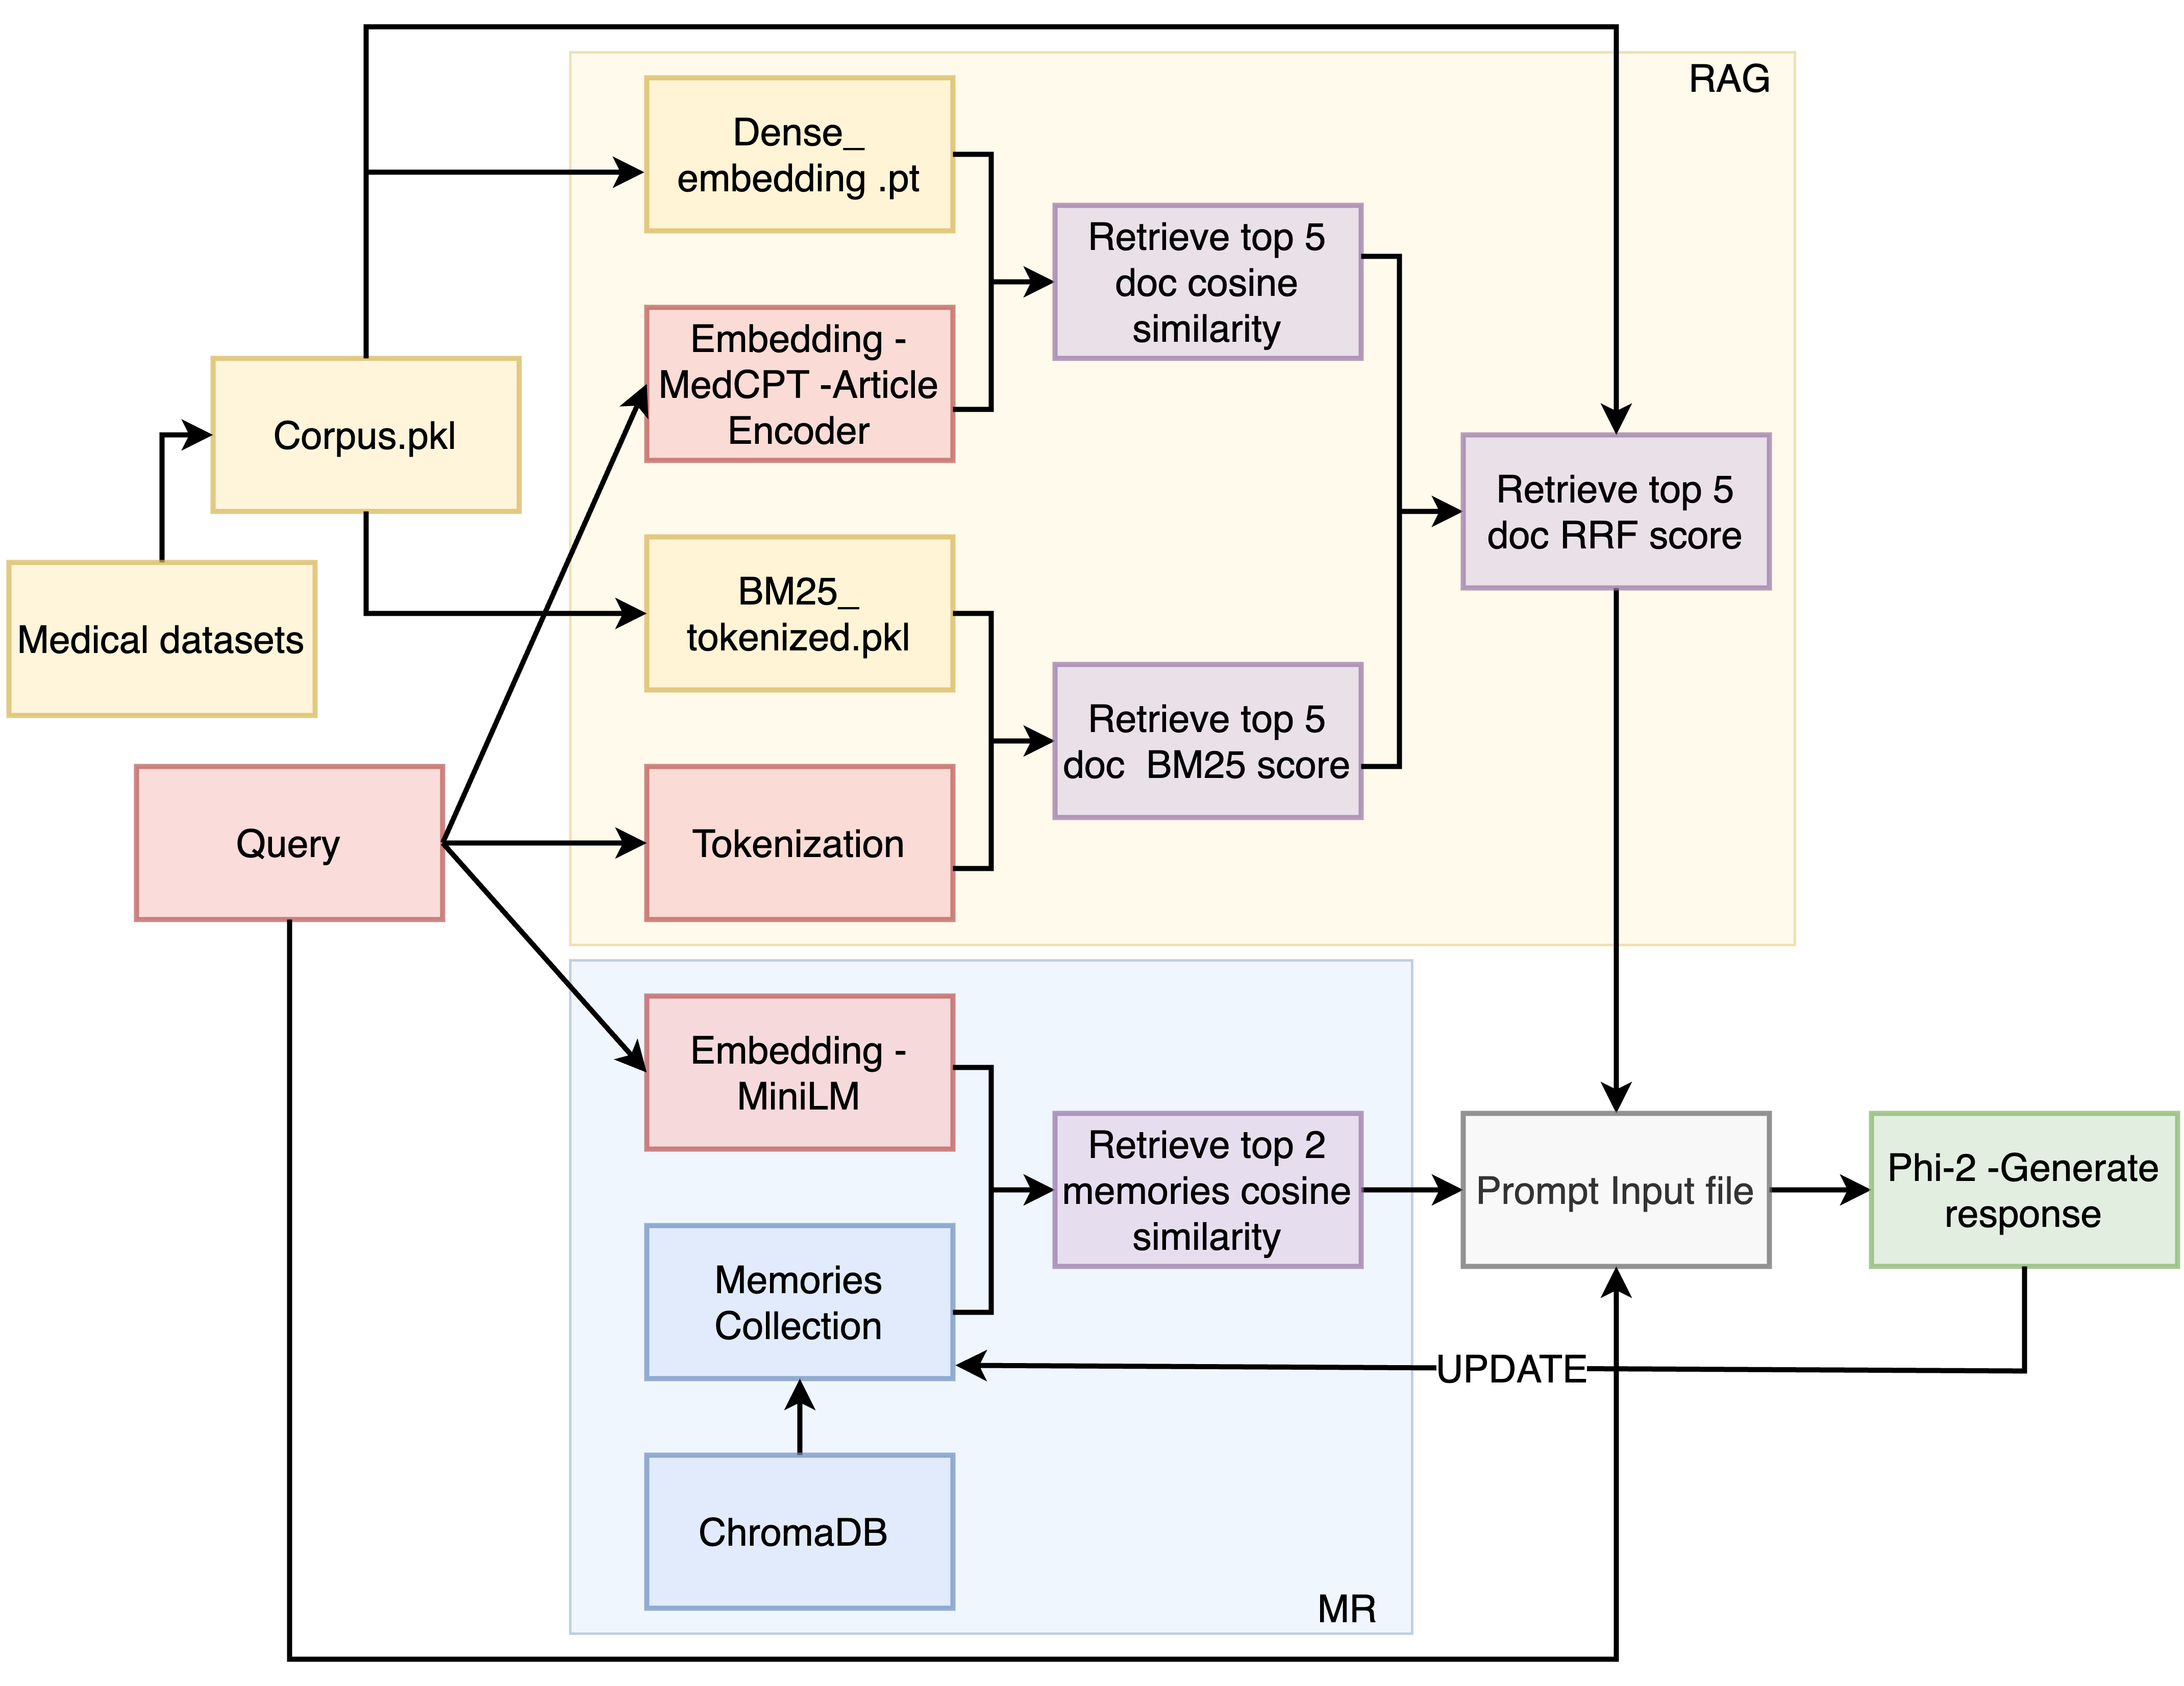 RAG
Dense_
embedding .pt
Retrieve top 5
doc cosine
similarity
Embedding -
MedCPT -Article
Encoder
Corpus.pkl
Retrieve top 5
doc RRF score
BM25_
tokenized.pkl
Medical datasets
Retrieve top 5
doc  BM25 score
Query
Tokenization
Embedding -
MiniLM
Retrieve top 2
memories cosine
similarity
Prompt Input file
Phi-2 -Generate
response
Memories
Collection
UPDATE
ChromaDB
MR